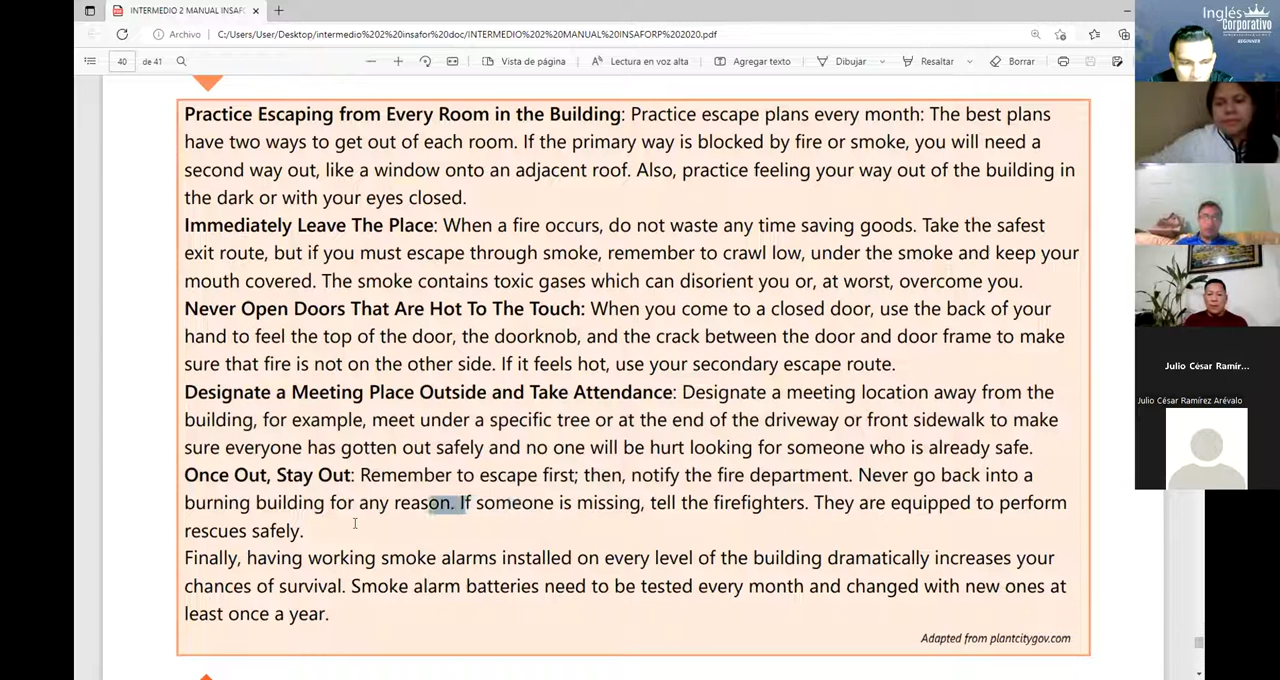 INTERMEDIO 2 MANUAL INSAF
Archivo C:/Users/User/Desktop/intermedio%202%20insafor%20doc/INTERMEDIO%202%20MANUAL%20INSAFORP%202020.pdf
40 de 41 Vista de página Lectura en voz alta Agregar texto Dibujar Resaltar Borrar
Practice Escaping from Every Room in the Building: Practice escape plans every month: The best plans
have two ways to get out of each room. If the primary way is blocked by fire or smoke, you will need a
second way out, like a window onto an adjacent roof. Also, practice feeling your way out of the building in
the dark or with your eyes closed.
Immediately Leave The Place: When a fire occurs, do not waste any time saving goods. Take the safest
exit route, but if you must escape through smoke, remember to crawl low, under the smoke and keep your
mouth covered. The smoke contains toxic gases which can disorient you or, at worst, overcome you.
Never Open Doors That Are Hot To The Touch: When you come to a closed door, use the back of your
hand to feel the top of the door, the doorknob, and the crack between the door and door frame to make
sure that fire is not on the other side. If it feels hot, use your secondary escape route.
Designate a Meeting Place Outside and Take Attendance: Designate a meeting location away from the
building, for example, meet under a specific tree or at the end of the driveway or front sidewalk to make
sure everyone has gotten out safely and no one will be hurt looking for someone who is already safe.
Once Out, Stay Out: Remember to escape first; then, notify the fire department. Never go back into a
burning building for any reason. If someone is missing, tell the firefighters. They are equipped to perform
rescues safely.
Finally, having working smoke alarms installed on every level of the building dramatically increases your
chances of survival. Smoke alarm batteries need to be tested every month and changed with new ones at
least once a year.
Adapted from plantcitygov.com
Inglés
Corporativo
BEGINNER
Julio César Ramír...
Julio César Ramírez Arévalo